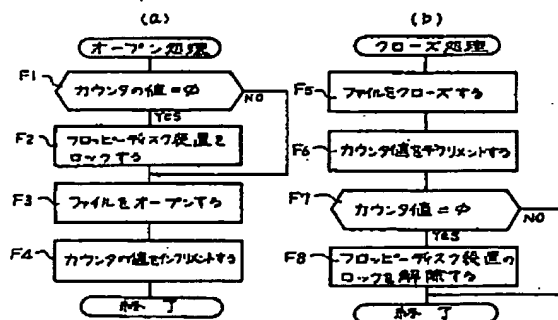 (a)
オープン処理
F1
カウンタの値=φ
NO
YES
F2
フロッピーディスク装置を
ロックする
F3
ファイルをオープンする
F4
カウンタの値をインクリメントする
終了
(b)
クローズ処理
F5
ファイルをクローズする
F6
カウンタ値をデクリメントする
F7
カウンタ値=φ
NO
YES
F8
フロッピーディスク装置の
ロックを解除する
終了